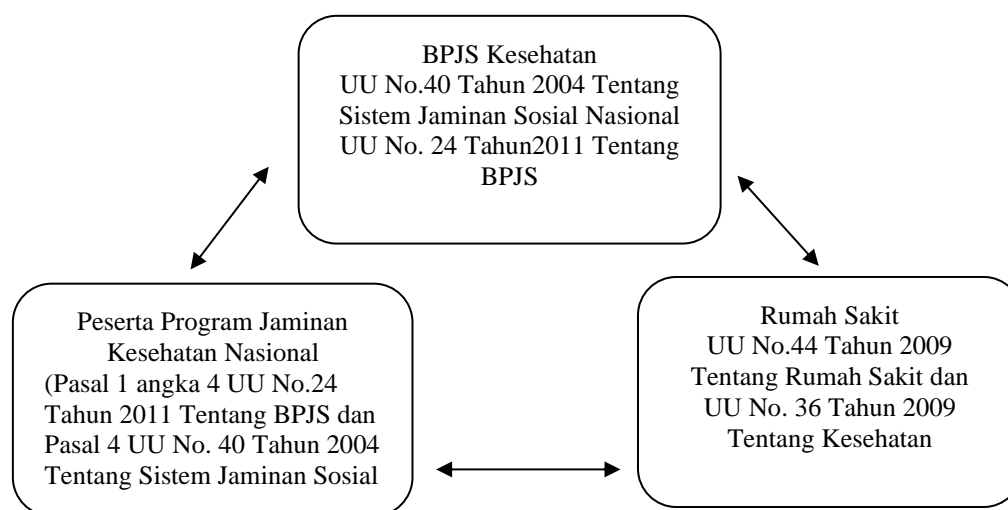 BPJS Kesehatan
UU No.40 Tahun 2004 Tentang
Sistem Jaminan Sosial Nasional
UU No. 24 Tahun2011 Tentang
BPJS
Peserta Program Jaminan
Kesehatan Nasional
(Pasal 1 angka 4 UU No.24
Tahun 2011 Tentang BPJS dan
Pasal 4 UU No. 40 Tahun 2004
Tentang Sistem Jaminan Sosial
Rumah Sakit
UU No.44 Tahun 2009
Tentang Rumah Sakit dan
UU No. 36 Tahun 2009
Tentang Kesehatan